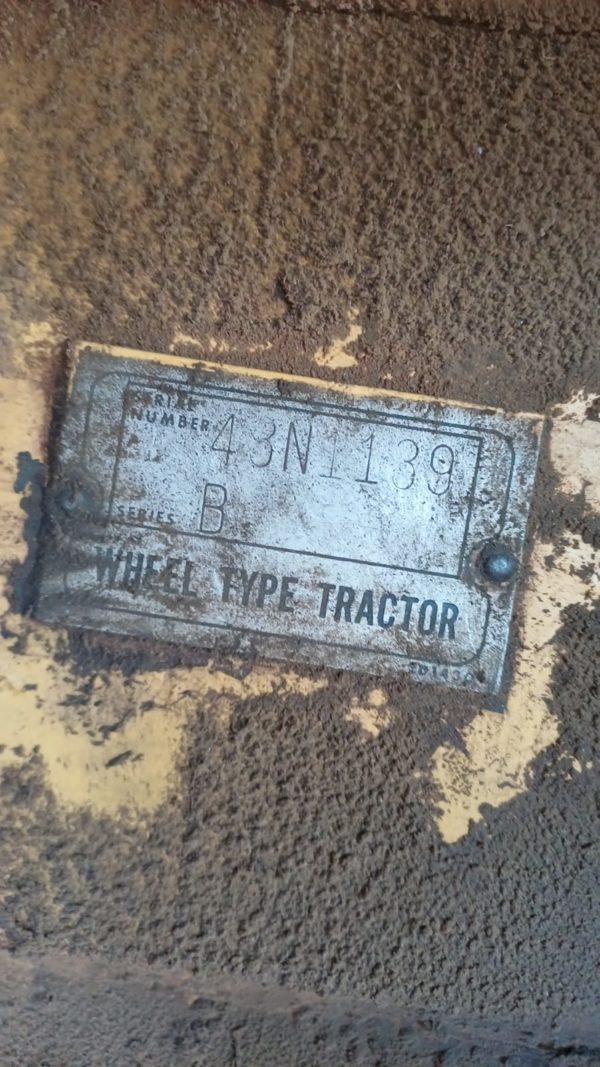 SERIAL
NUMBER 43N1139
SERIES B
WHEEL TYPE TRACTOR